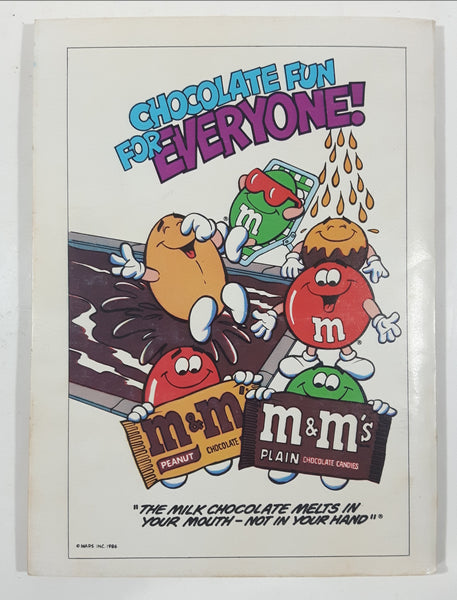 CHOCOLATE FUN
FOR EVERYONE!
m
®
m
®
m&m's
PEANUT
CHOCOLATE
m&m's
PLAIN CHOCOLATE CANDIES
"THE MILK CHOCOLATE MELTS IN
YOUR MOUTH – NOT IN YOUR HAND"®
© MARS INC. 1986